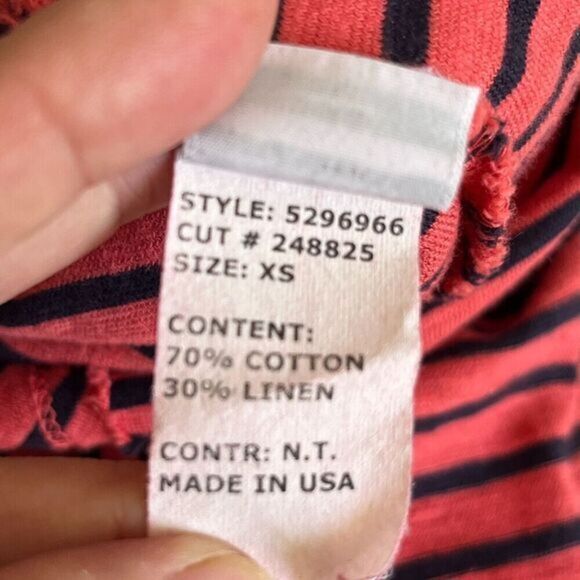 STYLE: 5296966
CUT # 248825
SIZE: XS
CONTENT:
70% COTTON
30% LINEN
CONTR: N.T.
MADE IN USA